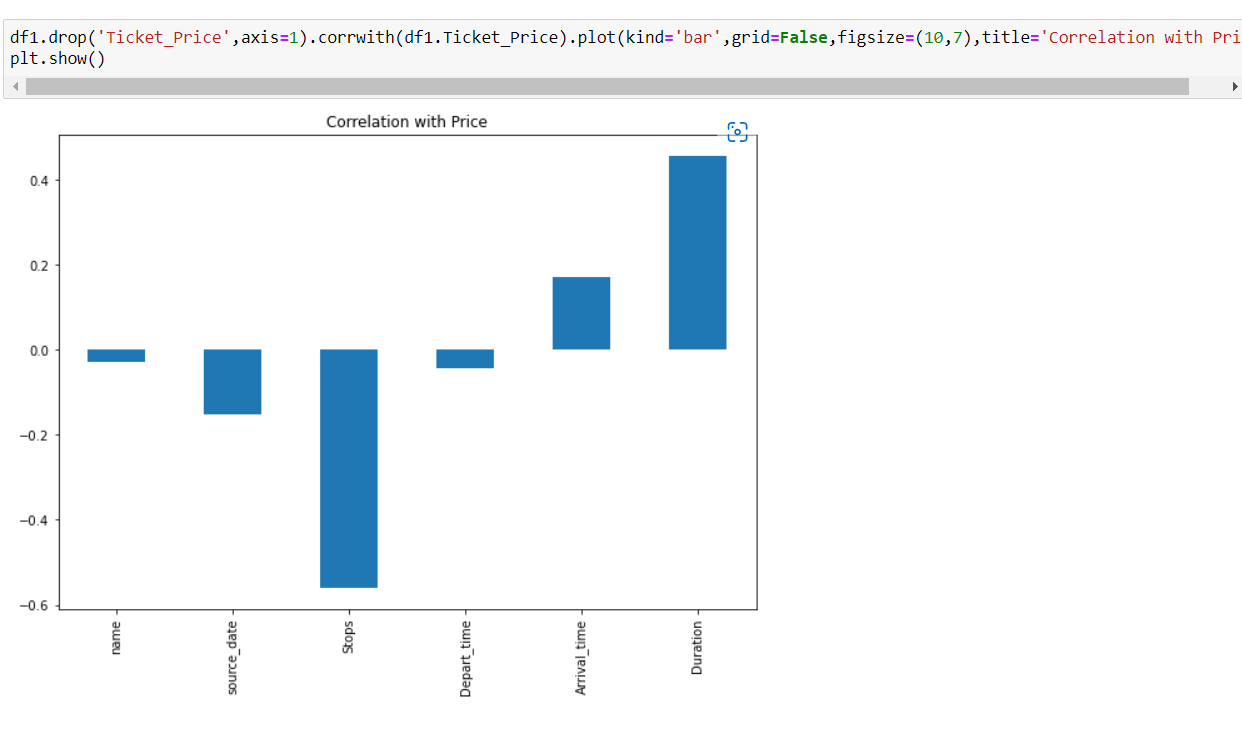 df1.drop('Ticket_Price',axis=1).corrwith(df1.Ticket_Price).plot(kind='bar',grid=False,figsize=(10,7),title='Correlation with Pri
plt.show()
Correlation with Price
0.4
0.2
0.0
−0.2
−0.4
−0.6
name
source_date
Stops
Depart_time
Arrival_time
Duration